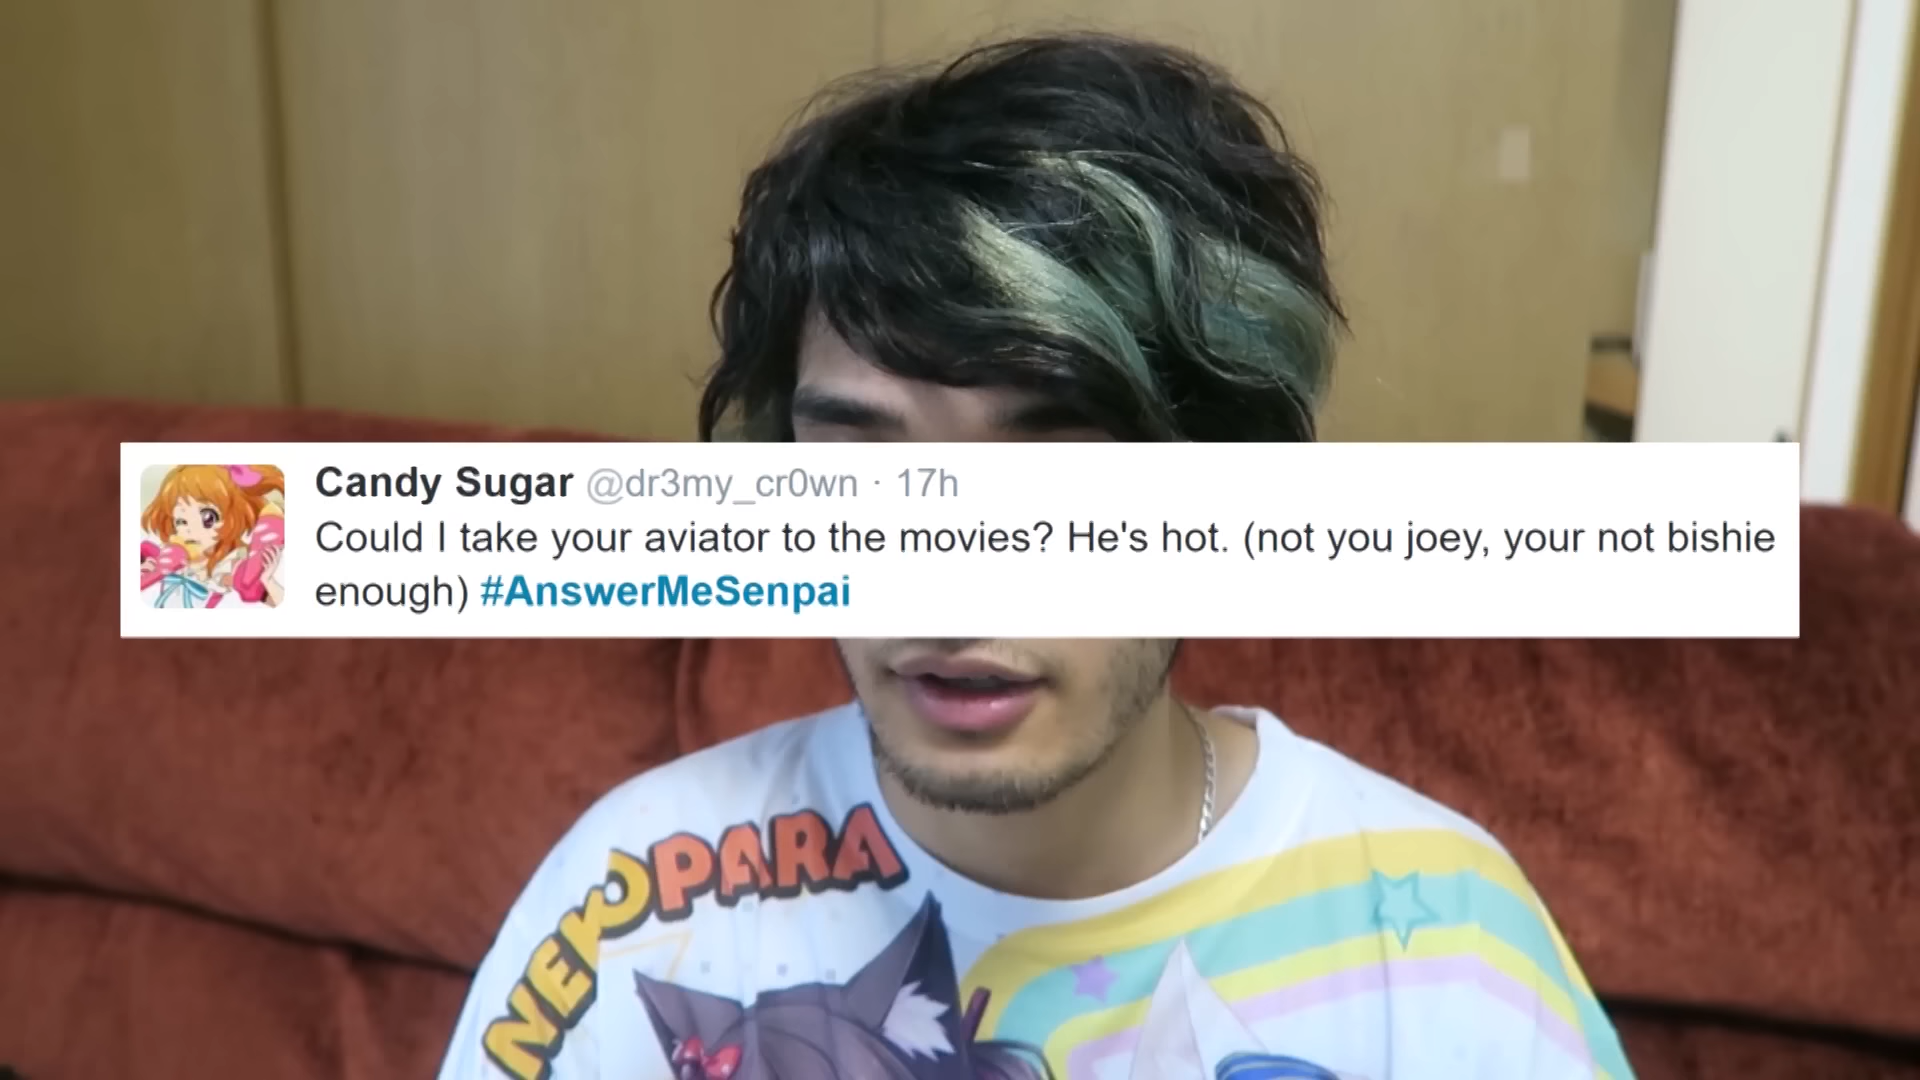 Candy Sugar @dr3my_cr0wn · 17h
Could I take your aviator to the movies? He's hot. (not you joey, your not bishie
enough) #AnswerMeSenpai
NEKOPARA